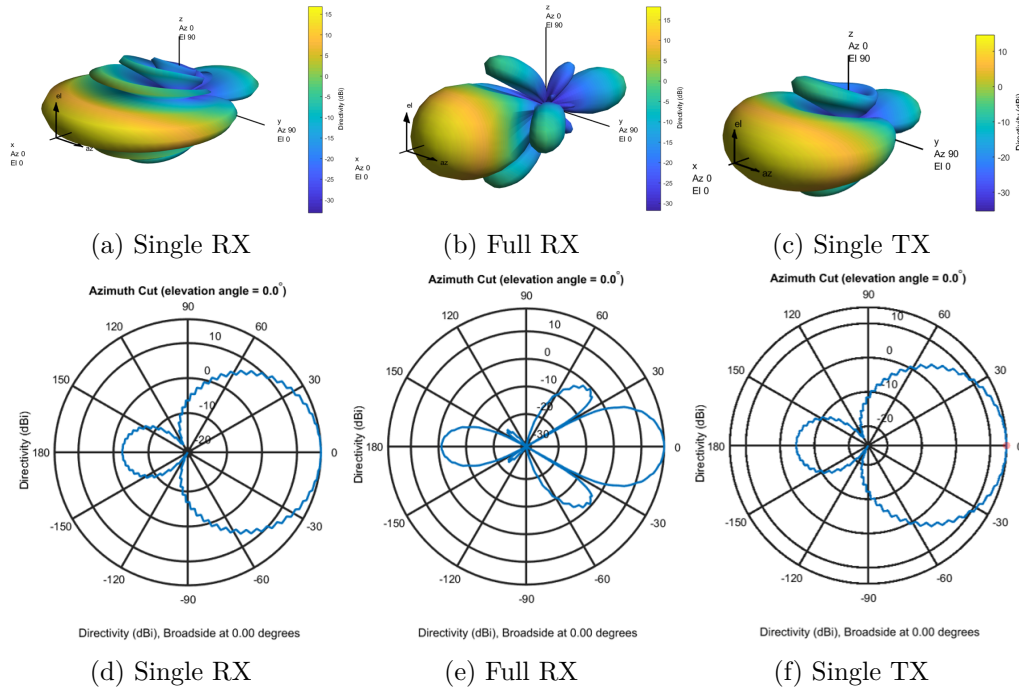 z
Az 0
El 90
el
az
y
Az 90
El 0
x
Az 0
El 0
15
10
5
0
-5
-10
-15
-20
-25
-30
Directivity (dBi)
z
Az 0
El 90
el
az
y
Az 90
El 0
x
Az 0
El 0
15
10
5
0
-5
-10
-15
-20
-25
-30
Directivity (dBi)
z
Az 0
El 90
el
az
y
Az 90
El 0
x
Az 0
El 0
10
0
-10
-20
-30
Directivity (dBi)
(a) Single RX
(b) Full RX
(c) Single TX
Azimuth Cut (elevation angle = 0.0°)
90
120
60
150
30
180
0
-150
-30
-120
-60
-90
10
0
-10
-20
Directivity (dBi)
Directivity (dBi), Broadside at 0.00 degrees
Azimuth Cut (elevation angle = 0.0°)
90
120
60
150
30
180
0
-150
-30
-120
-60
-90
10
0
-10
-20
-30
Directivity (dBi)
Directivity (dBi), Broadside at 0.00 degrees
Azimuth Cut (elevation angle = 0.0°)
90
120
60
150
30
180
0
-150
-30
-120
-60
-90
10
0
-10
-20
Directivity (dBi)
Directivity (dBi), Broadside at 0.00 degrees
(d) Single RX
(e) Full RX
(f) Single TX